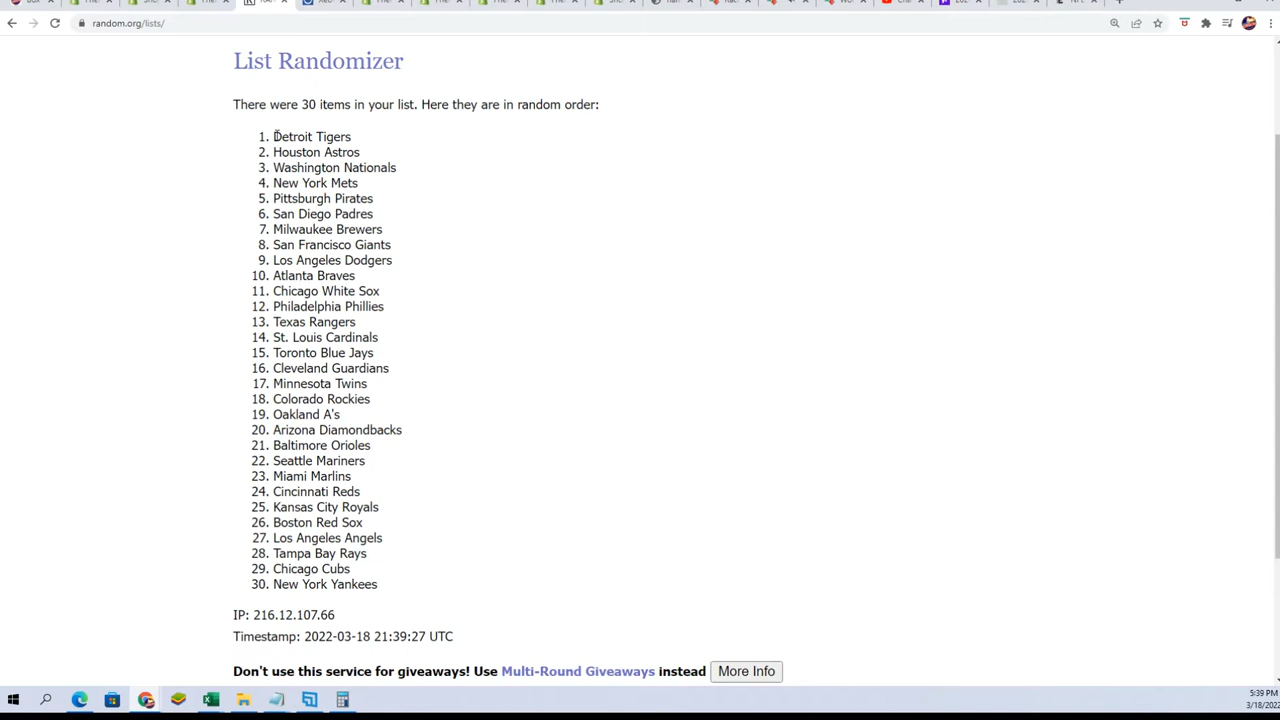 random.org/lists/
List Randomizer
There were 30 items in your list. Here they are in random order:
1. Detroit Tigers
2. Houston Astros
3. Washington Nationals
4. New York Mets
5. Pittsburgh Pirates
6. San Diego Padres
7. Milwaukee Brewers
8. San Francisco Giants
9. Los Angeles Dodgers
10. Atlanta Braves
11. Chicago White Sox
12. Philadelphia Phillies
13. Texas Rangers
14. St. Louis Cardinals
15. Toronto Blue Jays
16. Cleveland Guardians
17. Minnesota Twins
18. Colorado Rockies
19. Oakland A's
20. Arizona Diamondbacks
21. Baltimore Orioles
22. Seattle Mariners
23. Miami Marlins
24. Cincinnati Reds
25. Kansas City Royals
26. Boston Red Sox
27. Los Angeles Angels
28. Tampa Bay Rays
29. Chicago Cubs
30. New York Yankees
IP: 216.12.107.66
Timestamp: 2022-03-18 21:39:27 UTC
Don't use this service for giveaways! Use Multi-Round Giveaways instead More Info
5:39 PM
3/18/202